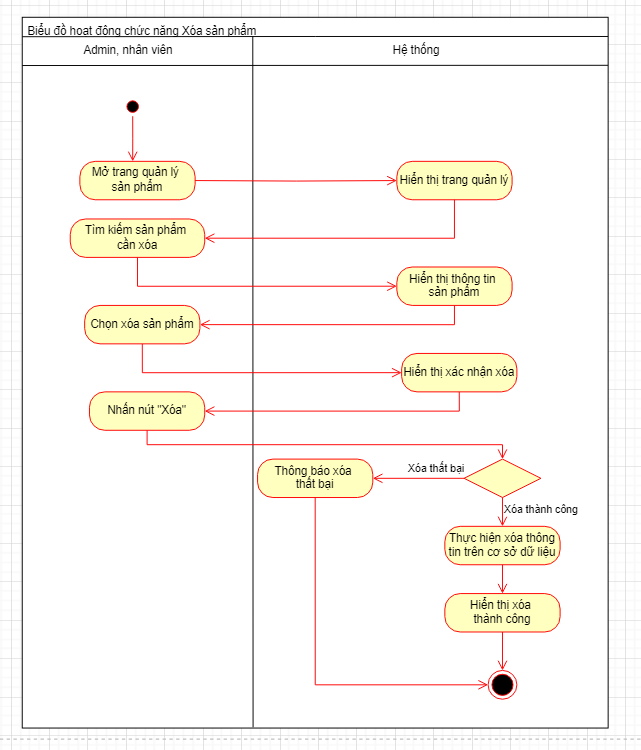 Biểu đồ hoạt động chức năng Xóa sản phẩm
Admin, nhân viên
Hệ thống
Mở trang quản lý
sản phẩm
Hiển thị trang quản lý
Tìm kiếm sản phẩm
cần xóa
Hiển thị thông tin
sản phẩm
Chọn xóa sản phẩm
Hiển thị xác nhận xóa
Nhấn nút "Xóa"
Thông báo xóa
thất bại
Xóa thất bại
Xóa thành công
Thực hiện xóa thông
tin trên cơ sở dữ liệu
Hiển thị xóa
thành công